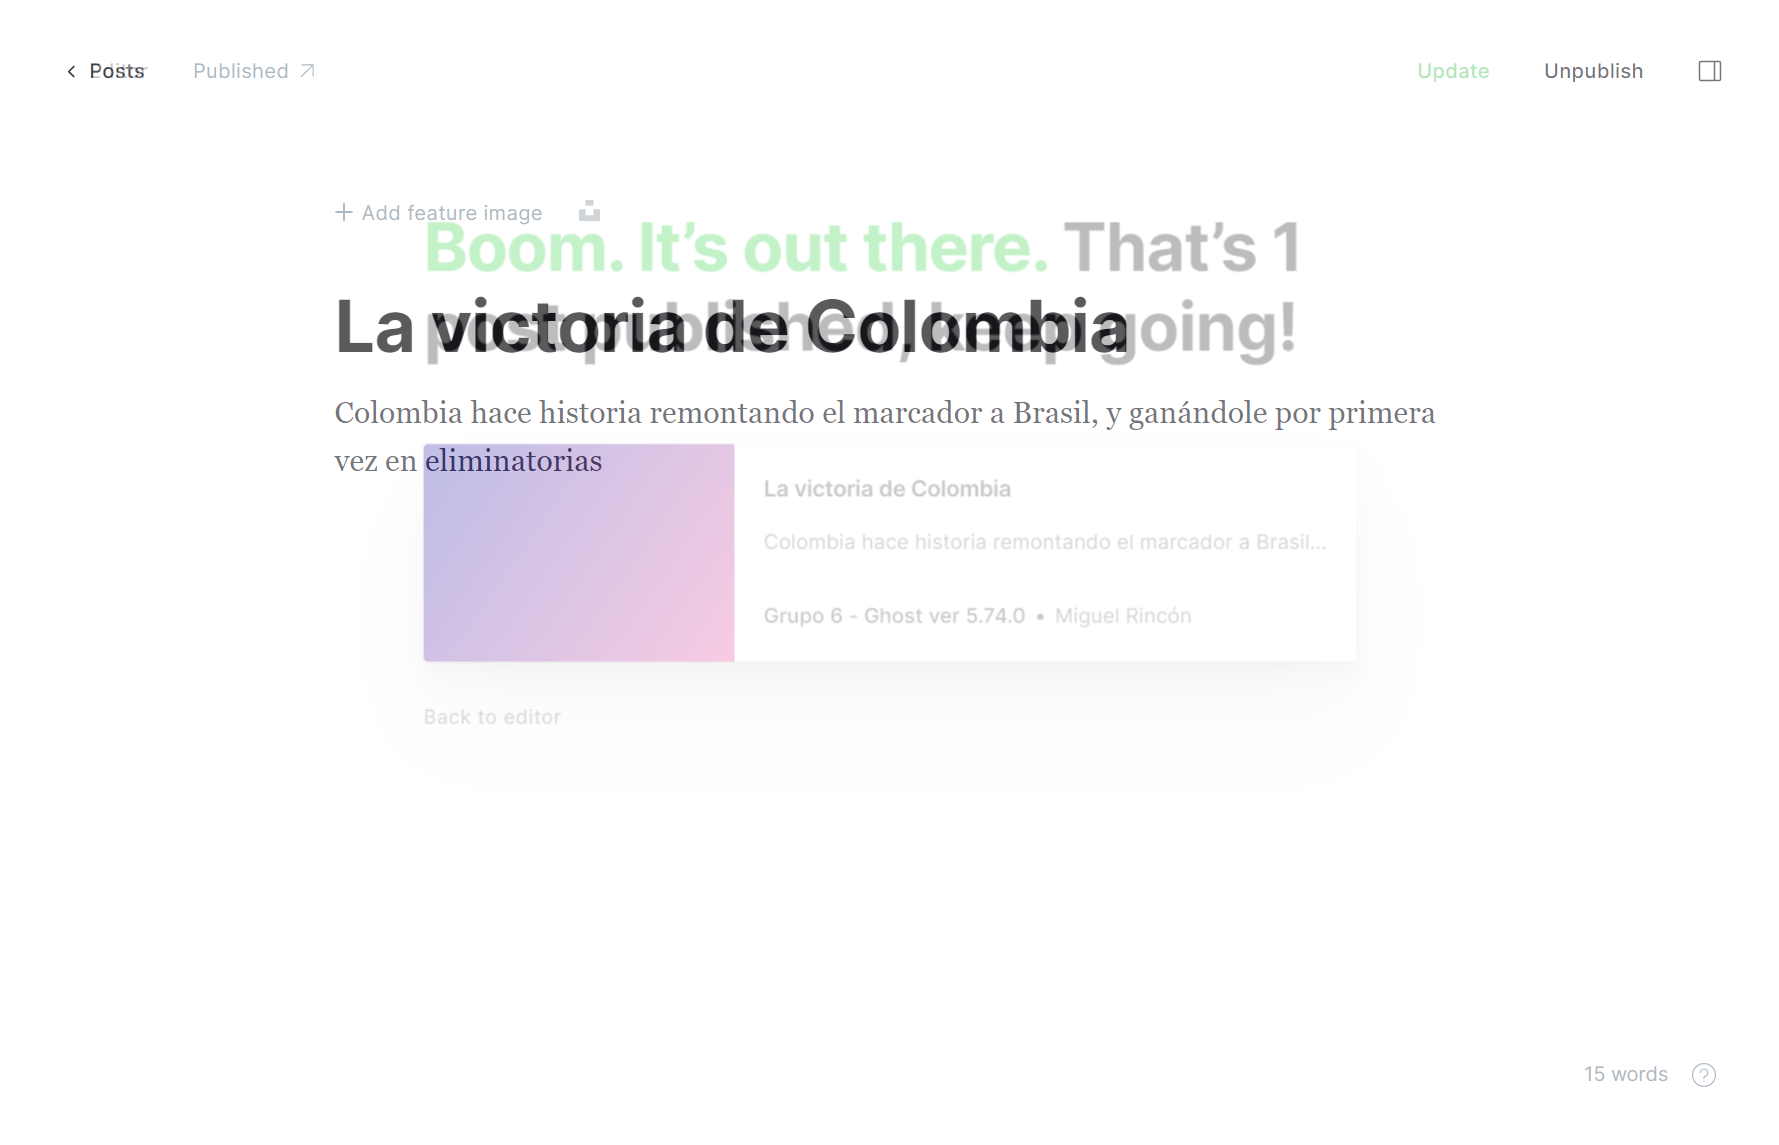 Posts
Editor
Published
Update
Unpublish
Add feature image
Boom. It’s out there. That’s 1
post published, keep going!
La victoria de Colombia
Colombia hace historia remontando el marcador a Brasil, y ganándole por primera
vez en eliminatorias
La victoria de Colombia
Colombia hace historia remontando el marcador a Brasil...
Grupo 6 - Ghost ver 5.74.0 • Miguel Rincón
Back to editor
15 words
?